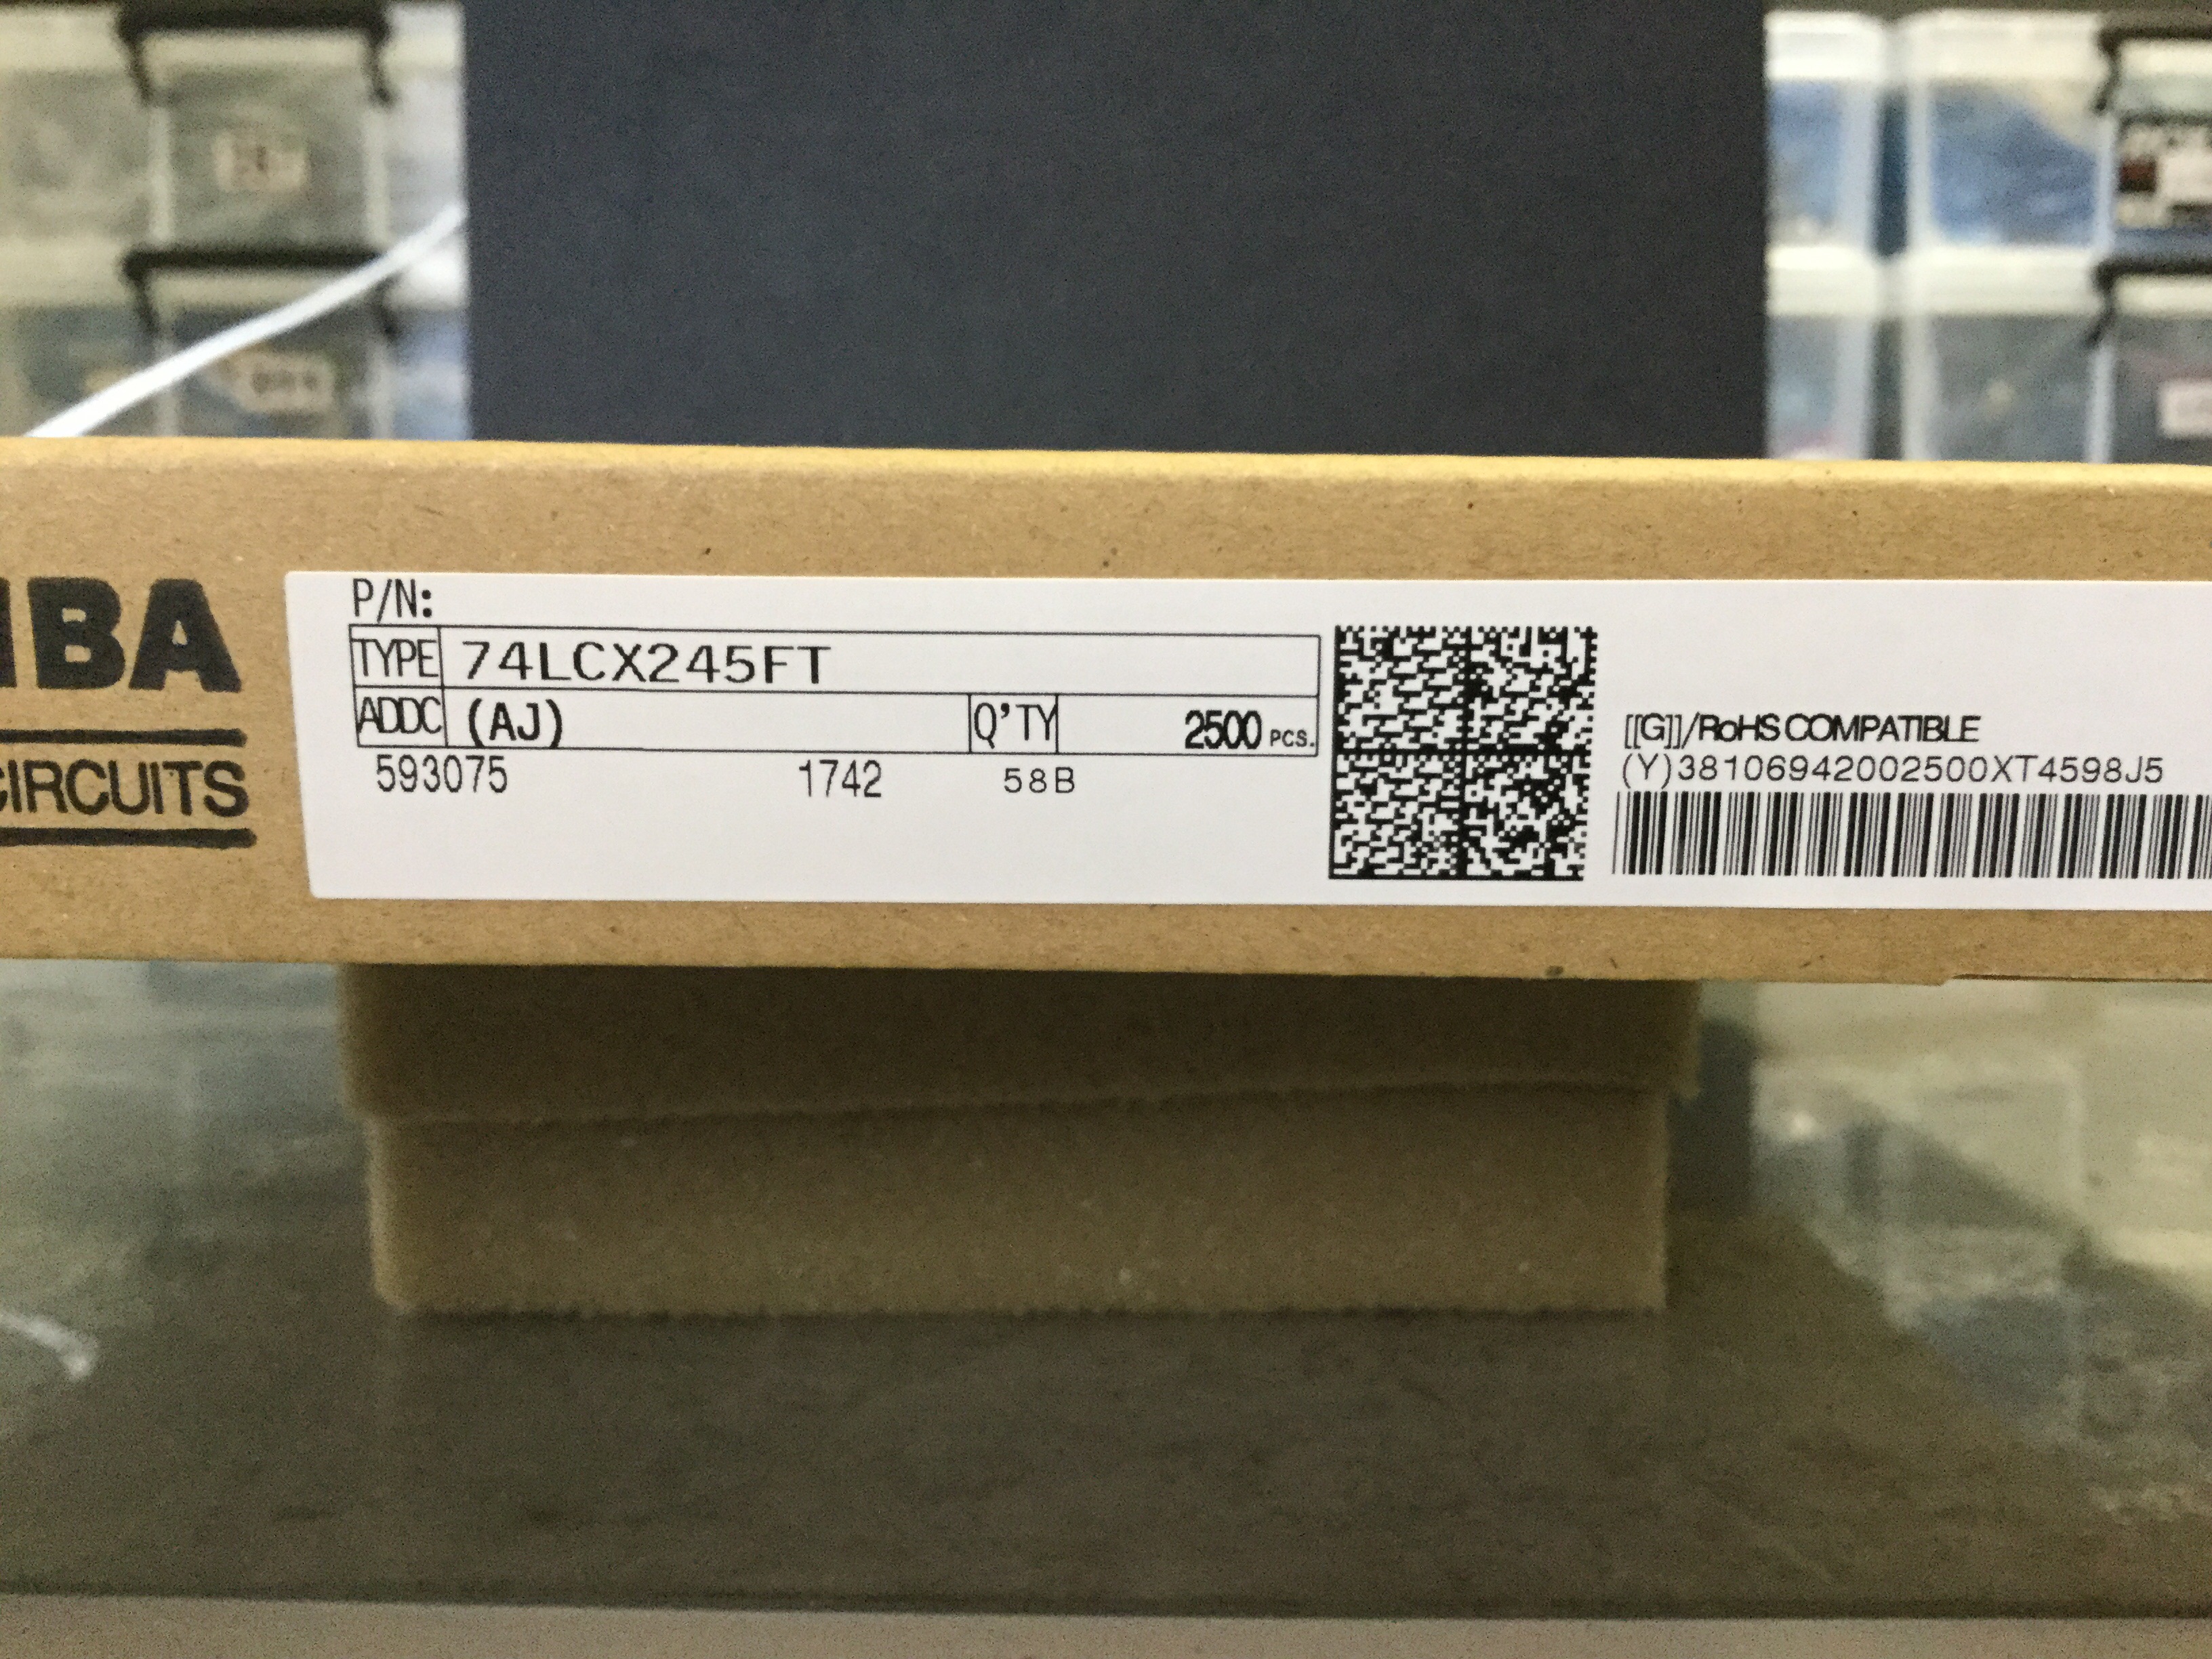 IBA
CIRCUITS
P/N:
TYPE 74LCX245FT
ADDC (AJ) Q'TY 2500 PCS.
593075 1742 58B
[[G]]/RoHS COMPATIBLE
(Y)38106942002500XT4598J5